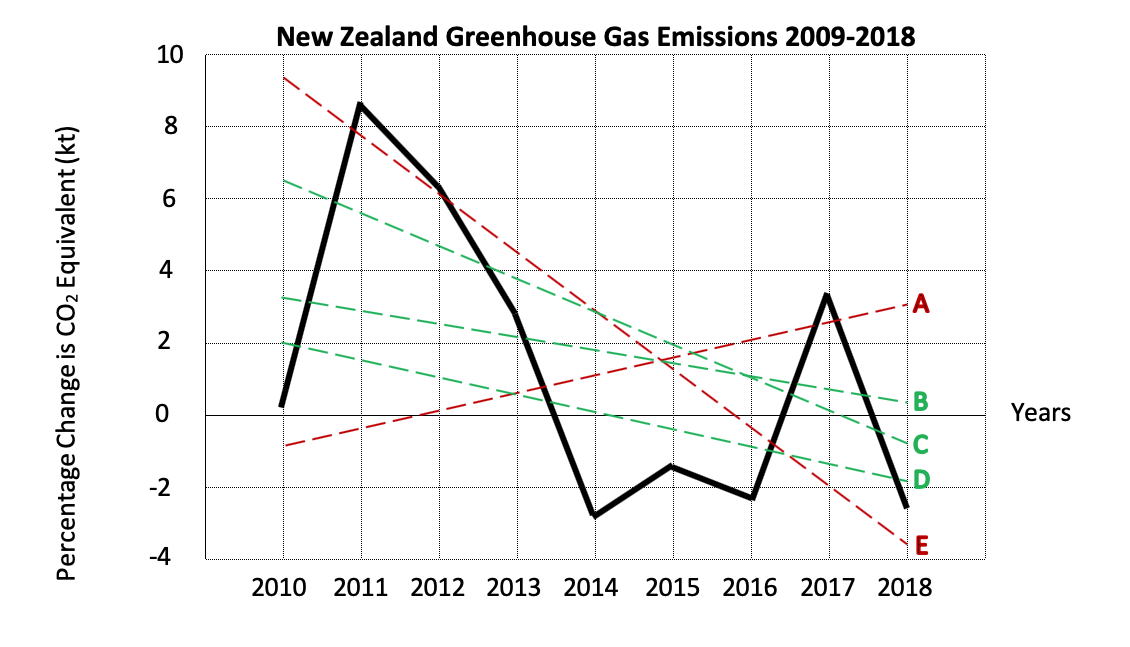 New Zealand Greenhouse Gas Emissions 2009-2018
Percentage Change is CO₂ Equivalent (kt)
10
8
6
4
2
0
-2
-4
A
B
C
D
E
Years
2010 2011 2012 2013 2014 2015 2016 2017 2018